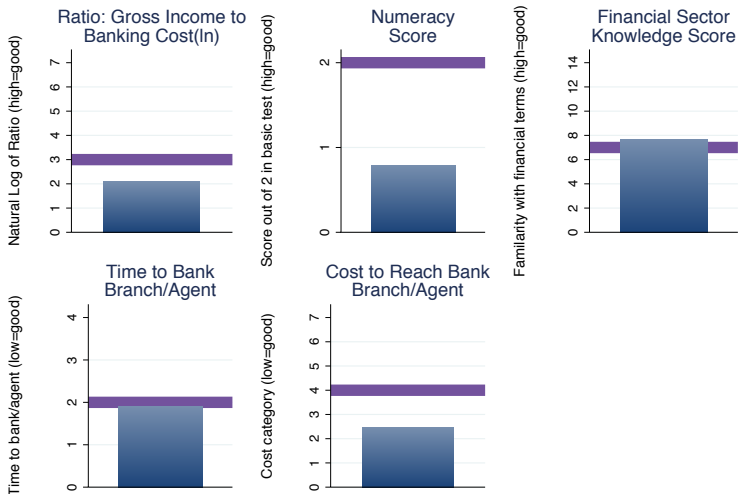 Ratio: Gross Income to
Banking Cost(ln)
Natural Log of Ratio (high=good)
7
6
5
4
3
2
1
0
Numeracy
Score
Score out of 2 in basic test (high=good)
2
1
0
Financial Sector
Knowledge Score
Familarity with financial terms (high=good)
14
12
10
8
6
4
2
0
Time to Bank
Branch/Agent
Time to bank/agent (low=good)
4
3
2
1
0
Cost to Reach Bank
Branch/Agent
Cost category (low=good)
7
6
5
4
3
2
1
0